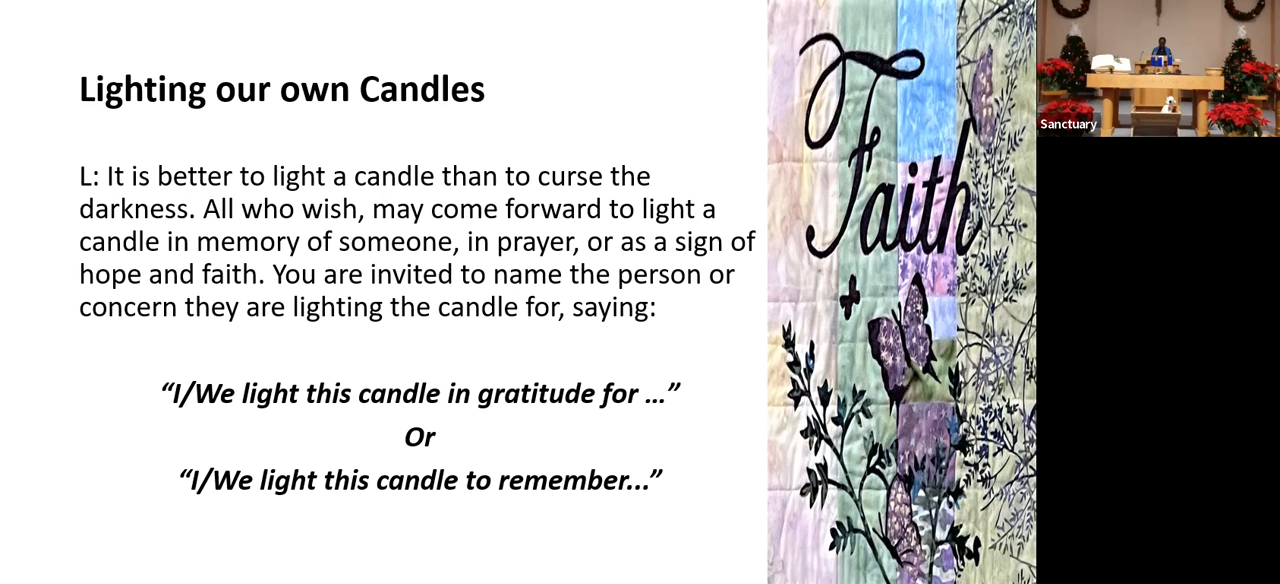 Lighting our own Candles
L: It is better to light a candle than to curse the
darkness. All who wish, may come forward to light a
candle in memory of someone, in prayer, or as a sign of
hope and faith. You are invited to name the person or
concern they are lighting the candle for, saying:
“I/We light this candle in gratitude for ...”
Or
“I/We light this candle to remember...”
Faith
Sanctuary